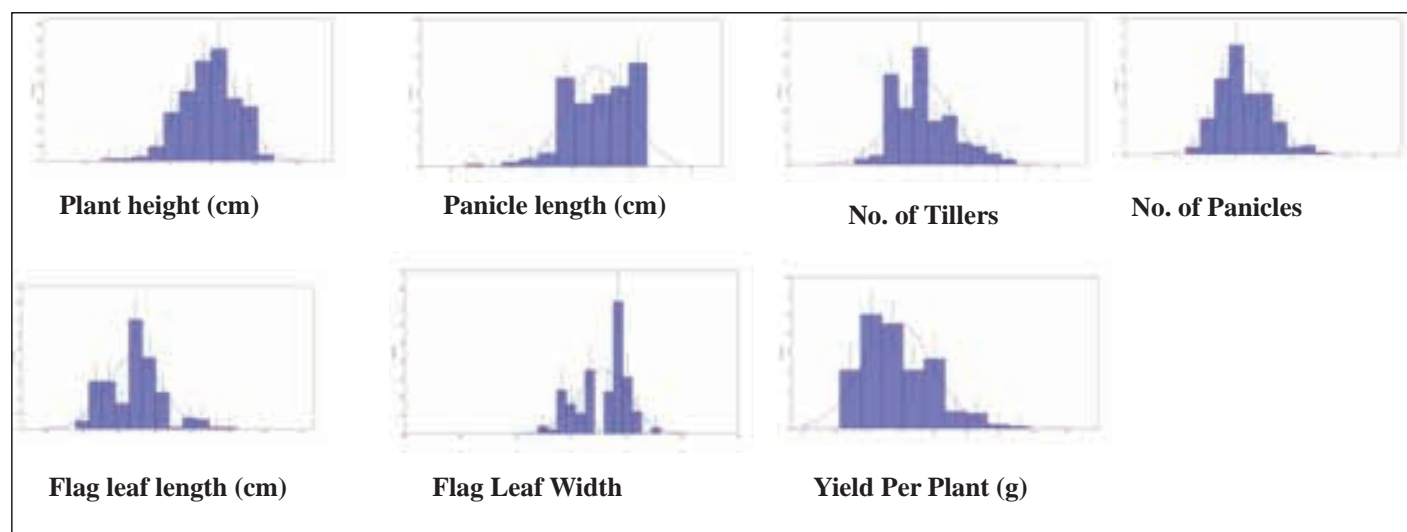 Plant height (cm)
Panicle length (cm)
No. of Tillers
No. of Panicles
Flag leaf length (cm)
Flag Leaf Width
Yield Per Plant (g)